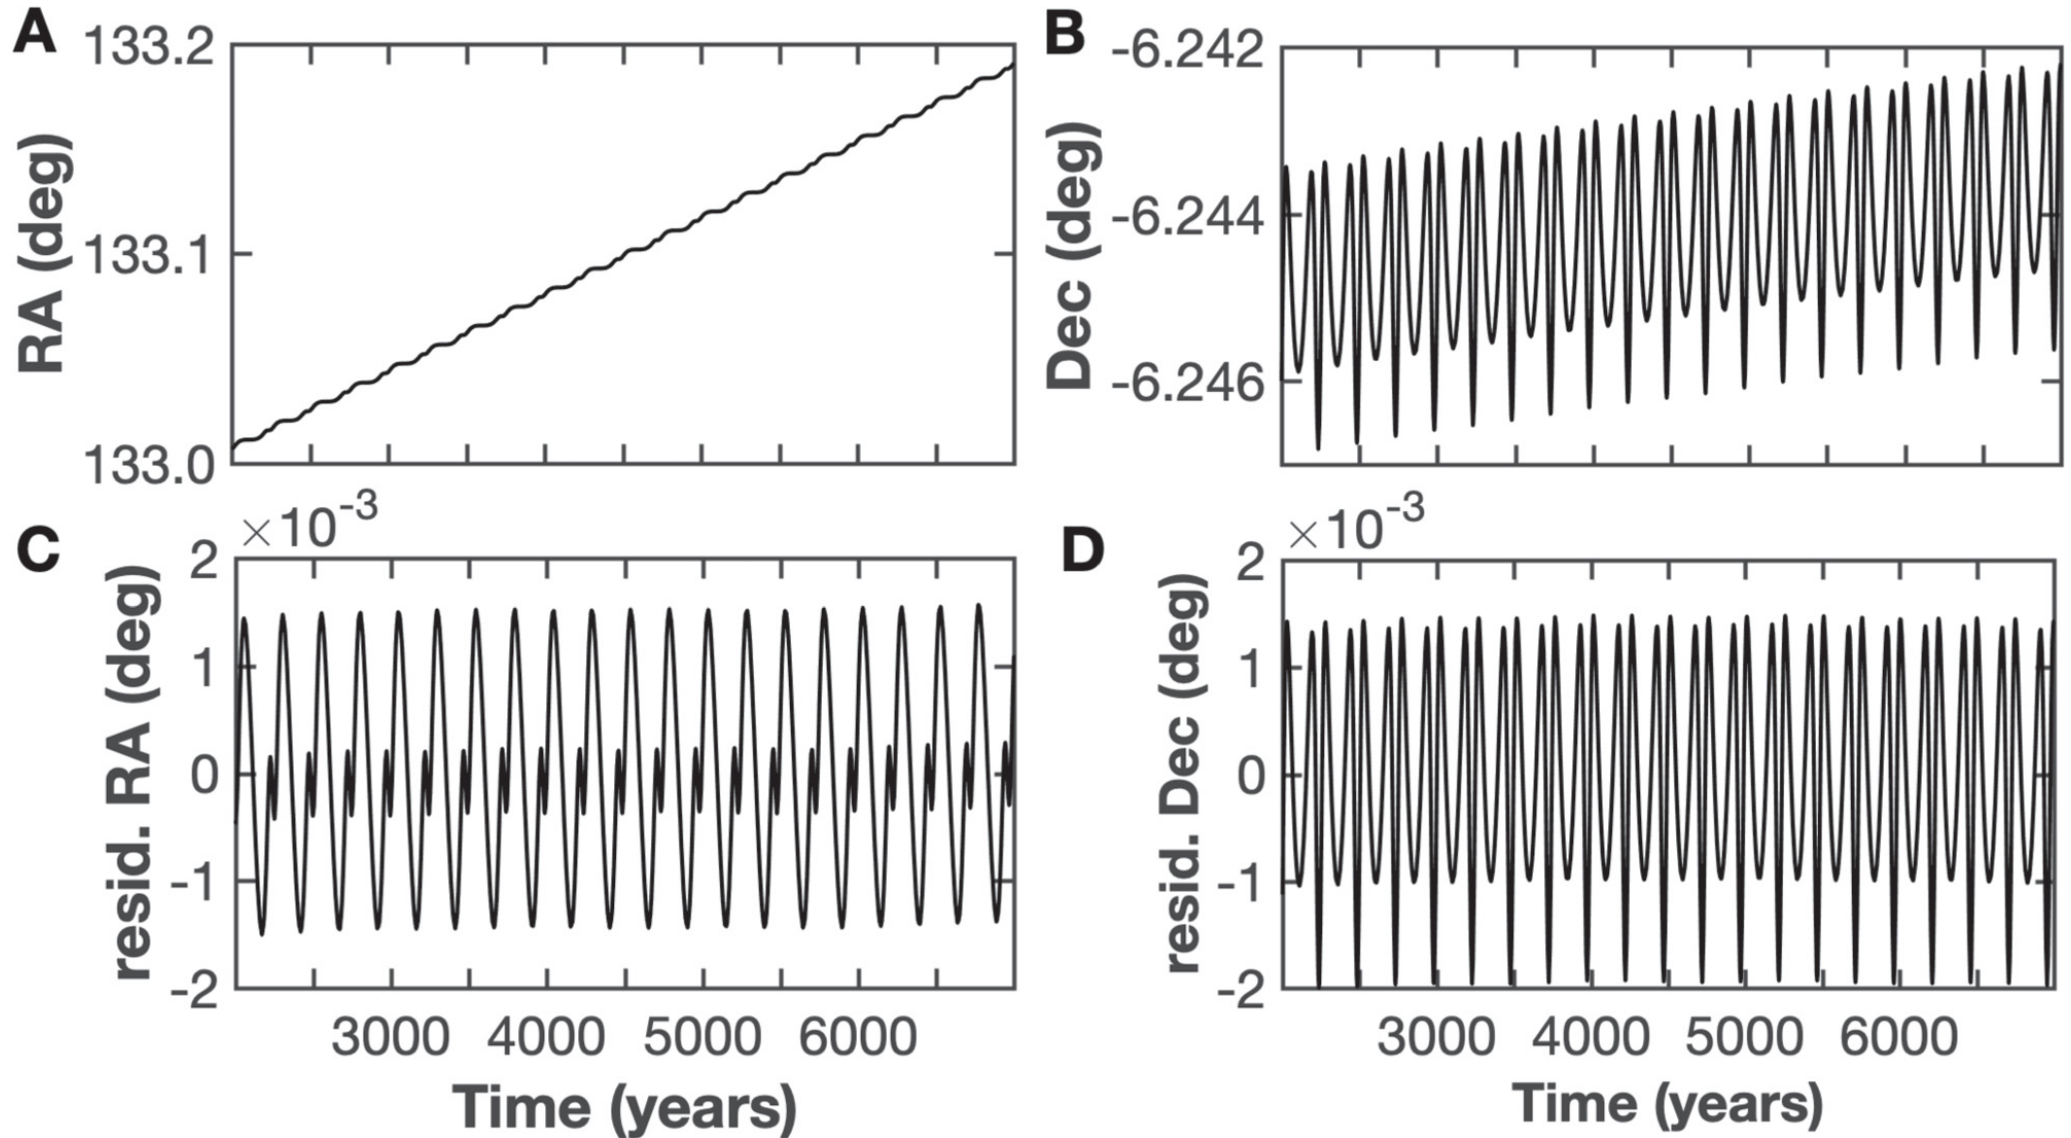 A
133.2
133.1
133.0
RA (deg)
B
-6.242
-6.244
-6.246
Dec (deg)
C
×10-3
2
1
0
-1
-2
resid. RA (deg)
3000 4000 5000 6000
Time (years)
D
×10-3
2
1
0
-1
-2
resid. Dec (deg)
3000 4000 5000 6000
Time (years)